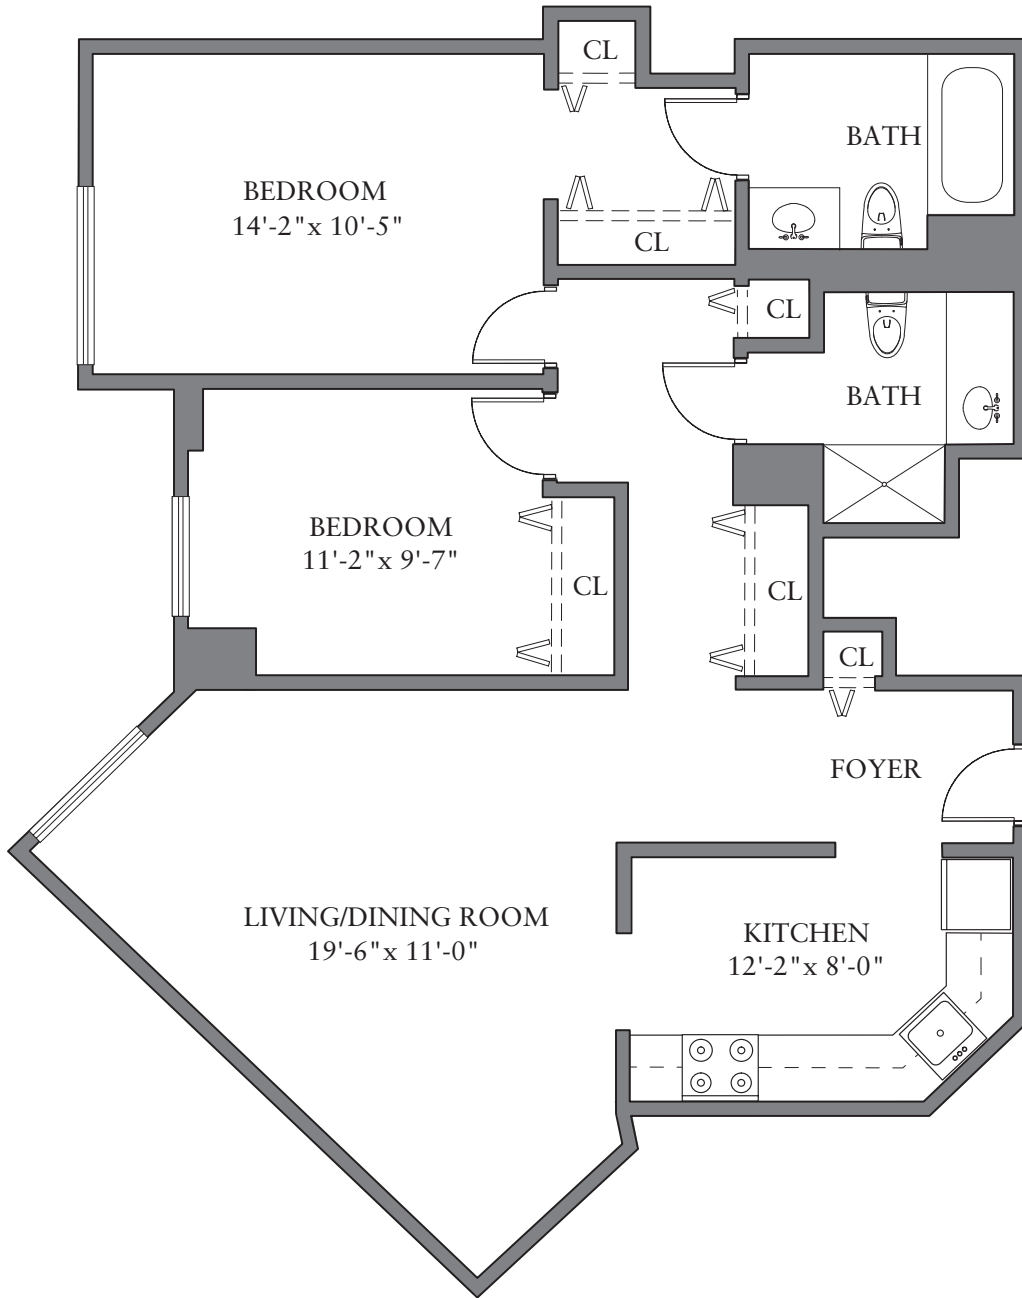 CL
BATH
BEDROOM
14'-2"x 10'-5"
CL
CL
BATH
BEDROOM
11'-2"x 9'-7"
CL
CL
CL
FOYER
LIVING/DINING ROOM
19'-6"x 11'-0"
KITCHEN
12'-2"x 8'-0"